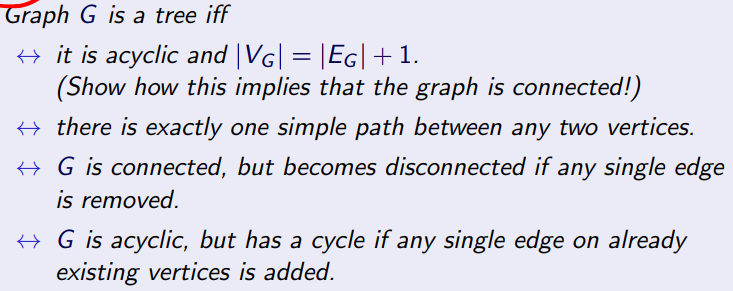 Graph G is a tree iff
↔ it is acyclic and |V_G| = |E_G| + 1.
(Show how this implies that the graph is connected!)
↔ there is exactly one simple path between any two vertices.
↔ G is connected, but becomes disconnected if any single edge
is removed.
↔ G is acyclic, but has a cycle if any single edge on already
existing vertices is added.